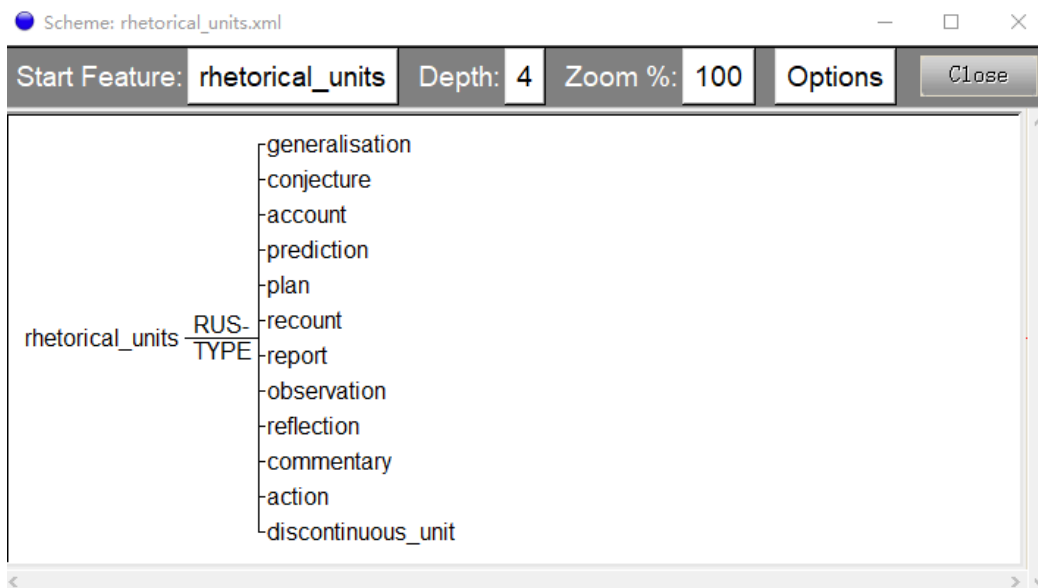 Scheme: rhetorical_units.xml
Start Feature: rhetorical_units Depth: 4 Zoom %: 100 Options Close
generalisation
conjecture
account
prediction
plan
recount
rhetorical_units RUS-TYPE
report
observation
reflection
commentary
action
discontinuous_unit